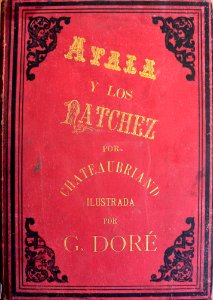 ATALA
Y LOS
NATCHEZ
POR
CHATEAUBRIAND
ILUSTRADA
POR
G. DORÉ